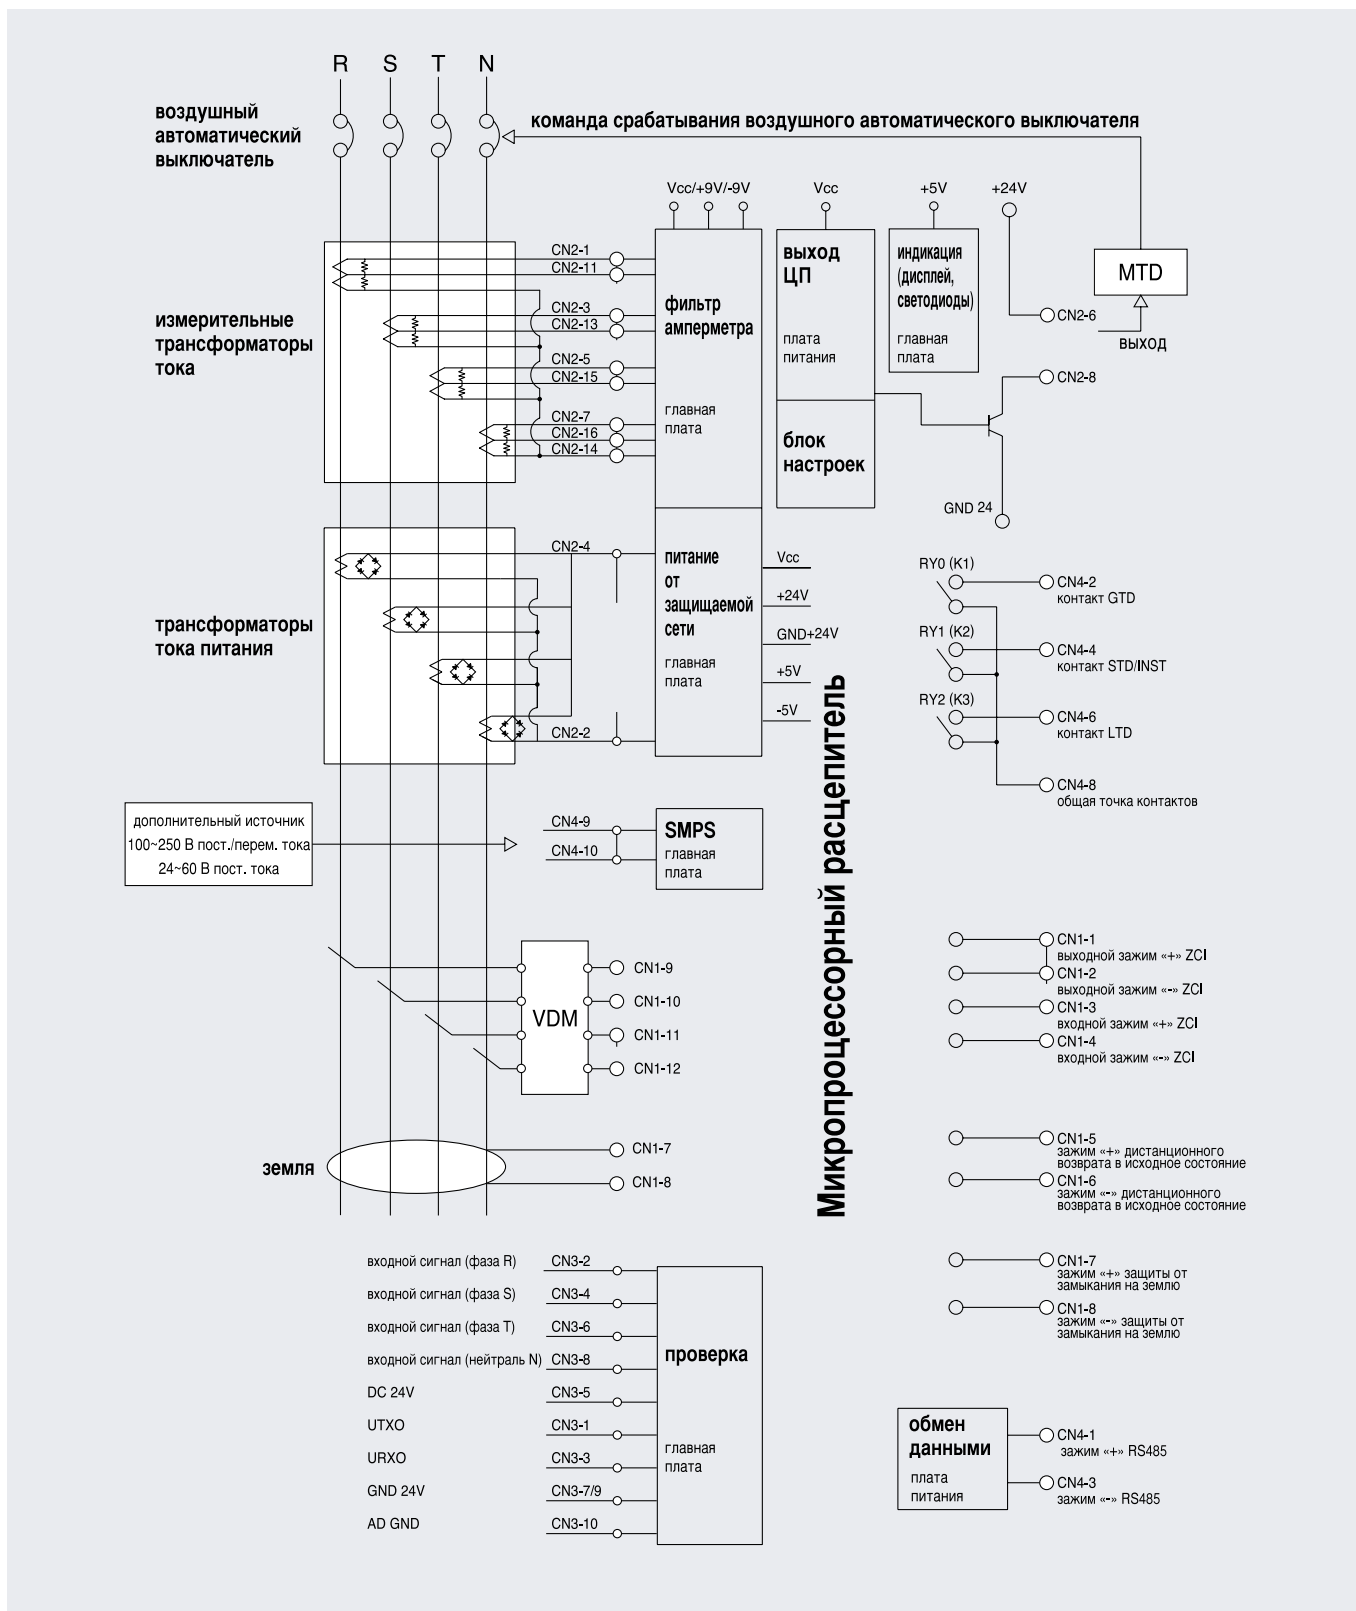 R S T N
воздушный
автоматический
выключатель
команда срабатывания воздушного автоматического выключателя
Vcc/+9V/-9V
Vcc
+5V
+24V
измерительные
трансформаторы
тока
CN2-1
CN2-11
CN2-3
CN2-13
CN2-5
CN2-15
CN2-7
CN2-16
CN2-14
фильтр
амперметра
главная
плата
выход
ЦП
плата
питания
блок
настроек
индикация
(дисплей,
светодиоды)
главная
плата
MTD
CN2-6
выход
CN2-8
GND 24
трансформаторы
тока питания
CN2-4
CN2-2
питание
от
защищаемой
сети
главная
плата
Vcc
+24V
GND+24V
+5V
-5V
Микропроцессорный расцепитель
RY0 (K1)
CN4-2
контакт GTD
RY1 (K2)
CN4-4
контакт STD/INST
RY2 (K3)
CN4-6
контакт LTD
CN4-8
общая точка контактов
дополнительный источник
100~250 В пост./перем. тока
24~60 В пост. тока
CN4-9
CN4-10
SMPS
главная
плата
VDM
CN1-9
CN1-10
CN1-11
CN1-12
CN1-1
выходной зажим «+» ZCI
CN1-2
выходной зажим «-» ZCI
CN1-3
входной зажим «+» ZCI
CN1-4
входной зажим «-» ZCI
земля
CN1-7
CN1-8
CN1-5
зажим «+» дистанционного
возврата в исходное состояние
CN1-6
зажим «-» дистанционного
возврата в исходное состояние
CN1-7
зажим «+» защиты от
замыкания на землю
CN1-8
зажим «-» защиты от
замыкания на землю
входной сигнал (фаза R) CN3-2
входной сигнал (фаза S) CN3-4
входной сигнал (фаза T) CN3-6
входной сигнал (нейтраль N) CN3-8
DC 24V CN3-5
UTXO CN3-1
URXO CN3-3
GND 24V CN3-7/9
AD GND CN3-10
проверка
главная
плата
обмен
данными
плата
питания
CN4-1
зажим «+» RS485
CN4-3
зажим «-» RS485